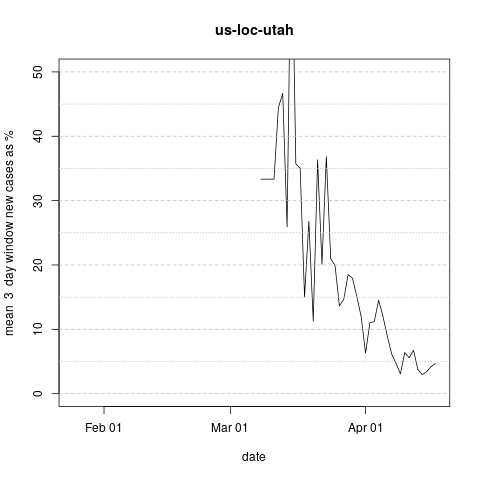 us-loc-utah
50
40
30
20
10
0
mean 3 day window new cases as %
Feb 01
Mar 01
Apr 01
date